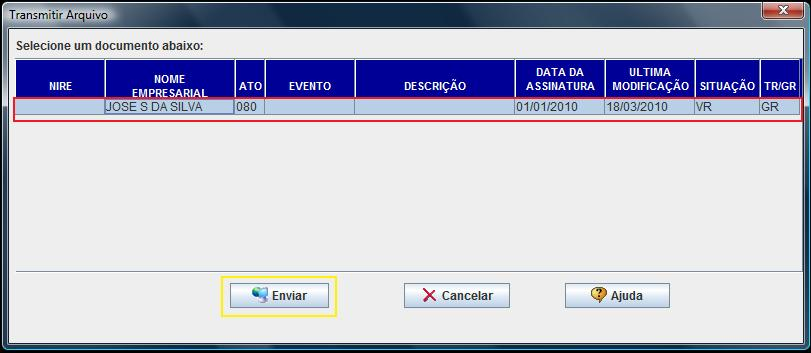 Transmitir Arquivo
Selecione um documento abaixo:
NIRE NOME EMPRESARIAL ATO EVENTO DESCRIÇÃO DATA DA ASSINATURA ULTIMA MODIFICAÇÃO SITUAÇÃO TR/GR
JOSE S DA SILVA 080 01/01/2010 18/03/2010 VR GR
Enviar Cancelar Ajuda